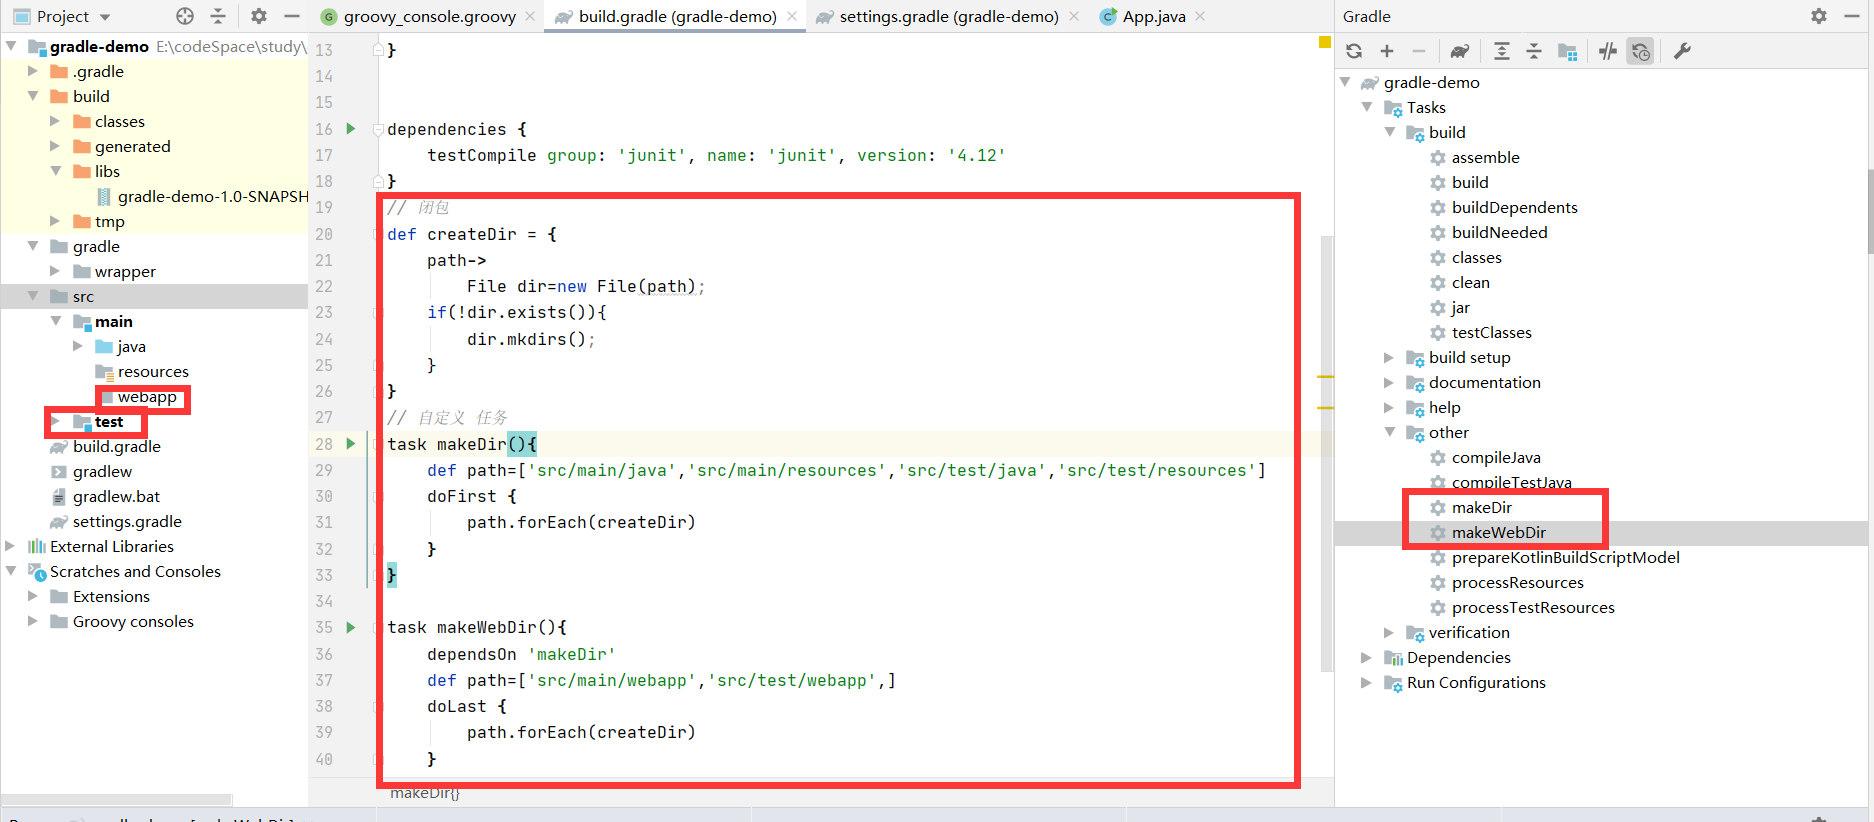 Project
groovy_console.groovy
build.gradle (gradle-demo)
settings.gradle (gradle-demo)
App.java
Gradle
gradle-demo E:\codeSpace\study\
.gradle
build
classes
generated
libs
gradle-demo-1.0-SNAPSH
tmp
gradle
wrapper
src
main
java
resources
webapp
test
build.gradle
gradlew
gradlew.bat
settings.gradle
External Libraries
Scratches and Consoles
Extensions
Groovy consoles
13 }
14
15
16 dependencies {
17 testCompile group: 'junit', name: 'junit', version: '4.12'
18 }
19 // 闭包
20 def createDir = {
21 path->
22 File dir=new File(path);
23 if(!dir.exists()){
24 dir.mkdirs();
25 }
26 }
27 // 自定义 任务
28 task makeDir(){
29 def path=['src/main/java','src/main/resources','src/test/java','src/test/resources']
30 doFirst {
31 path.forEach(createDir)
32 }
33 }
34
35 task makeWebDir(){
36 dependsOn 'makeDir'
37 def path=['src/main/webapp','src/test/webapp',]
38 doLast {
39 path.forEach(createDir)
40 }
makeDir{}
gradle-demo
Tasks
build
assemble
build
buildDependents
buildNeeded
classes
clean
jar
testClasses
build setup
documentation
help
other
compileJava
compileTestJava
makeDir
makeWebDir
prepareKotlinBuildScriptModel
processResources
processTestResources
verification
Dependencies
Run Configurations